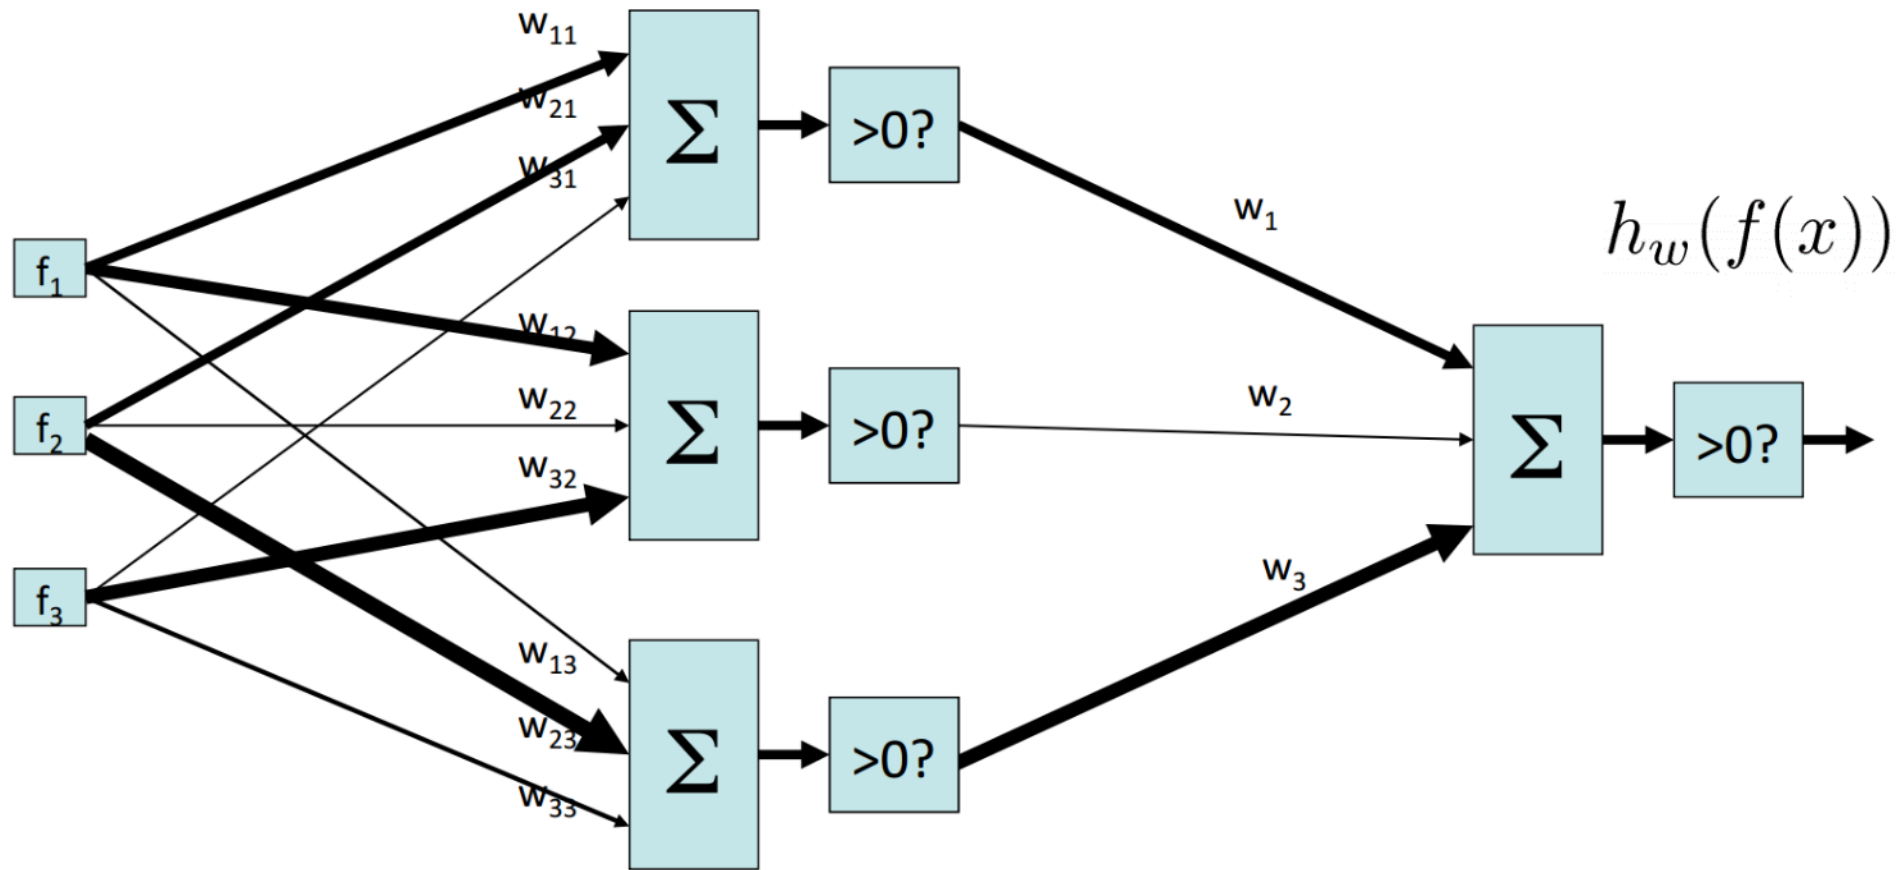 w₁₁
w₂₁
w₃₁
Σ
>0?
w₁
h_w(f(x))
f₁
w₁₂
w₂₂
w₃₂
Σ
>0?
w₂
f₂
Σ
>0?
f₃
w₃
w₁₃
w₂₃
w₃₃
Σ
>0?